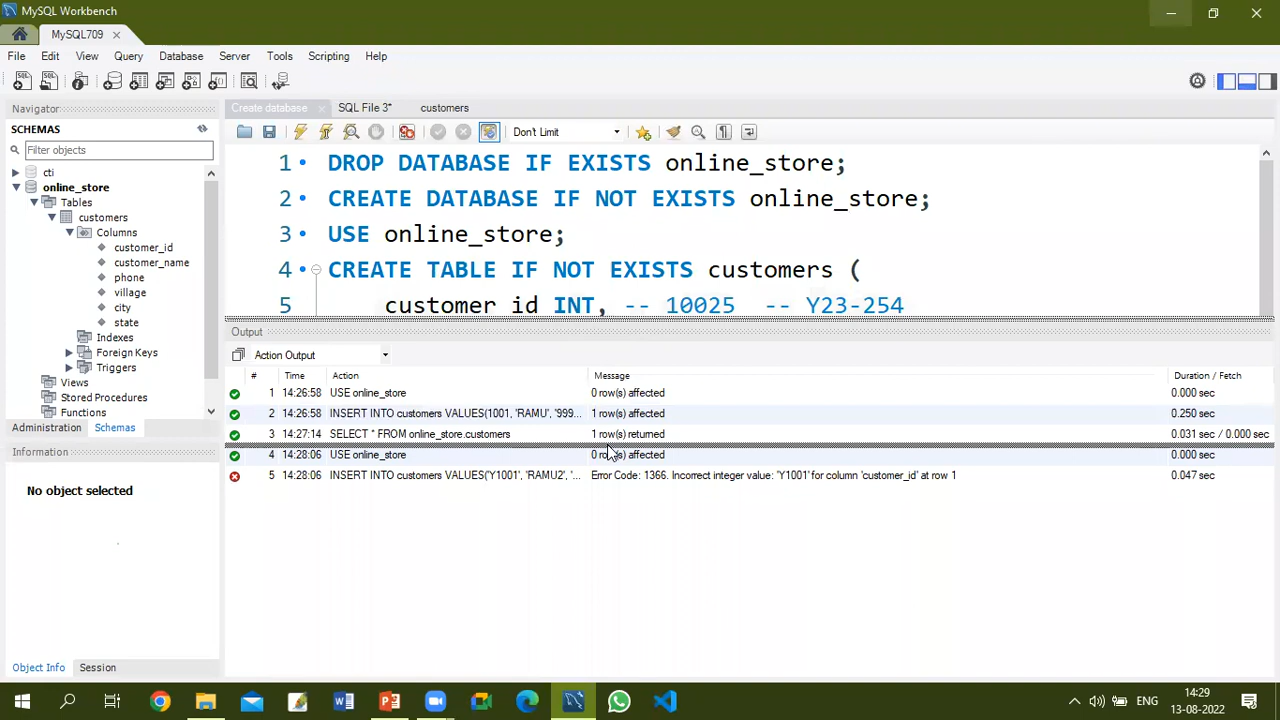 MySQL Workbench
MySQL709
File Edit View Query Database Server Tools Scripting Help
Navigator
SCHEMAS
Filter objects
cti
online_store
Tables
customers
Columns
customer_id
customer_name
phone
village
city
state
Indexes
Foreign Keys
Triggers
Views
Stored Procedures
Functions
Administration Schemas
Information
No object selected
Object Info Session
Create database SQL File 3* customers
Don't Limit
1 DROP DATABASE IF EXISTS online_store;
2 CREATE DATABASE IF NOT EXISTS online_store;
3 USE online_store;
4 CREATE TABLE IF NOT EXISTS customers (
5 customer_id INT, -- 10025 -- Y23-254
Output
Action Output
# Time Action Message Duration / Fetch
1 14:26:58 USE online_store 0 row(s) affected 0.000 sec
2 14:26:58 INSERT INTO customers VALUES(1001, 'RAMU', '999... 1 row(s) affected 0.250 sec
3 14:27:14 SELECT * FROM online_store.customers 1 row(s) returned 0.031 sec / 0.000 sec
4 14:28:06 USE online_store 0 row(s) affected 0.000 sec
5 14:28:06 INSERT INTO customers VALUES('Y1001', 'RAMU2', '... Error Code: 1366. Incorrect integer value: 'Y1001' for column 'customer_id' at row 1 0.047 sec
ENG
14:29
13-08-2022